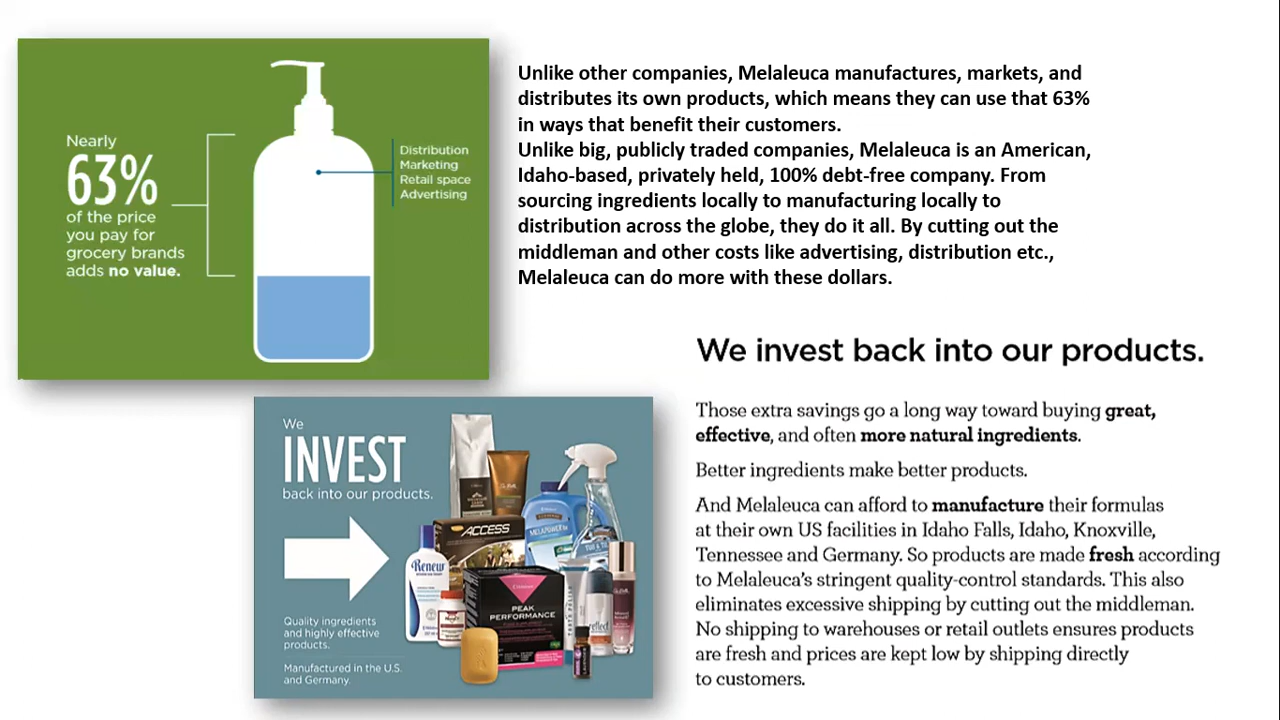 Nearly
63%
of the price
you pay for
grocery brands
adds no value.
Distribution
Marketing
Retail space
Advertising
Unlike other companies, Melaleuca manufactures, markets, and
distributes its own products, which means they can use that 63%
in ways that benefit their customers.
Unlike big, publicly traded companies, Melaleuca is an American,
Idaho-based, privately held, 100% debt-free company. From
sourcing ingredients locally to manufacturing locally to
distribution across the globe, they do it all. By cutting out the
middleman and other costs like advertising, distribution etc.,
Melaleuca can do more with these dollars.
We
INVEST
back into our products.
Quality ingredients
and highly effective
products.
Manufactured in the U.S.
and Germany.
ACCESS
Renew
MELAPOWER
PEAK
PERFORMANCE
We invest back into our products.
Those extra savings go a long way toward buying great,
effective, and often more natural ingredients.
Better ingredients make better products.
And Melaleuca can afford to manufacture their formulas
at their own US facilities in Idaho Falls, Idaho, Knoxville,
Tennessee and Germany. So products are made fresh according
to Melaleuca's stringent quality-control standards. This also
eliminates excessive shipping by cutting out the middleman.
No shipping to warehouses or retail outlets ensures products
are fresh and prices are kept low by shipping directly
to customers.